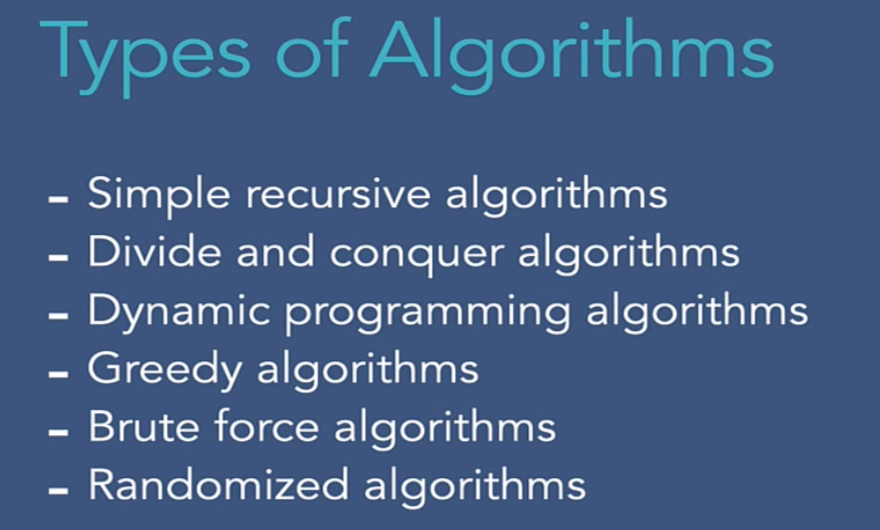 Types of Algorithms
- Simple recursive algorithms
- Divide and conquer algorithms
- Dynamic programming algorithms
- Greedy algorithms
- Brute force algorithms
- Randomized algorithms